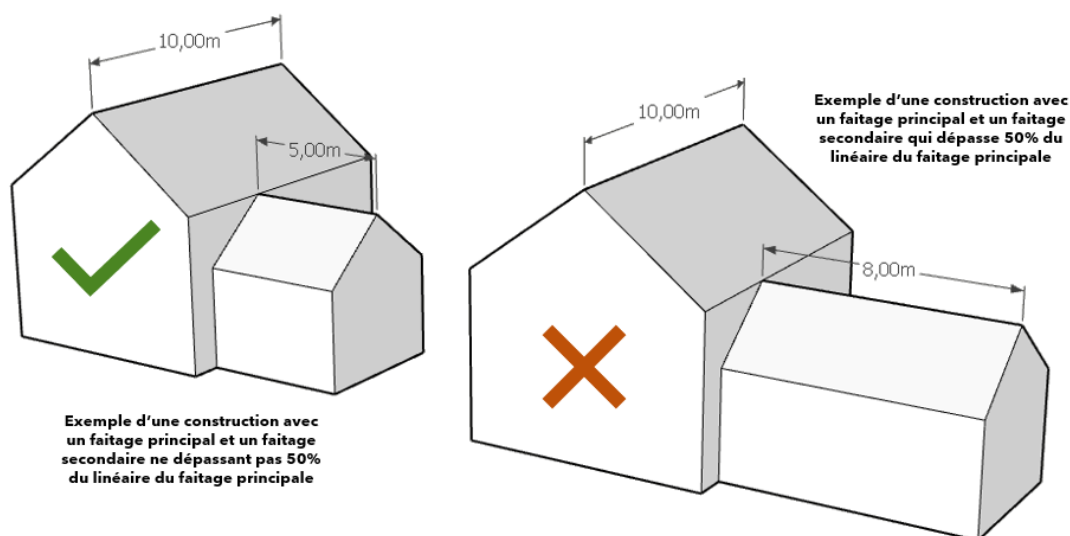 10,00m
5,00m
Exemple d'une construction avec
un faitage principal et un faitage
secondaire ne dépassant pas 50%
du linéaire du faitage principale
10,00m
8,00m
Exemple d'une construction avec
un faitage principal et un faitage
secondaire qui dépasse 50% du
linéaire du faitage principale